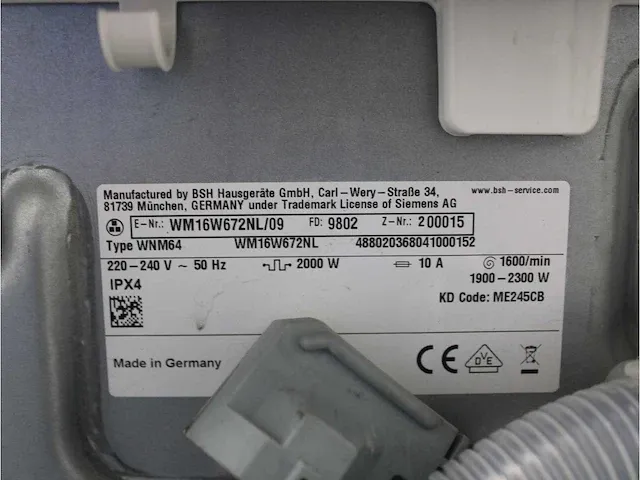 Manufactured by BSH Hausgeräte GmbH, Carl-Wery-Straße 34, www.bsh-service.com
81739 München, GERMANY under Trademark License of Siemens AG
E-Nr.: WM16W672NL/09 FD: 9802 Z-Nr.: 200015
Type WNM64 WM16W672NL 488020368041000152
220-240 V ~ 50 Hz 2000 W 10 A 1600/min
1900-2300 W
IPX4
KD Code: ME245CB
Made in Germany CE DVE